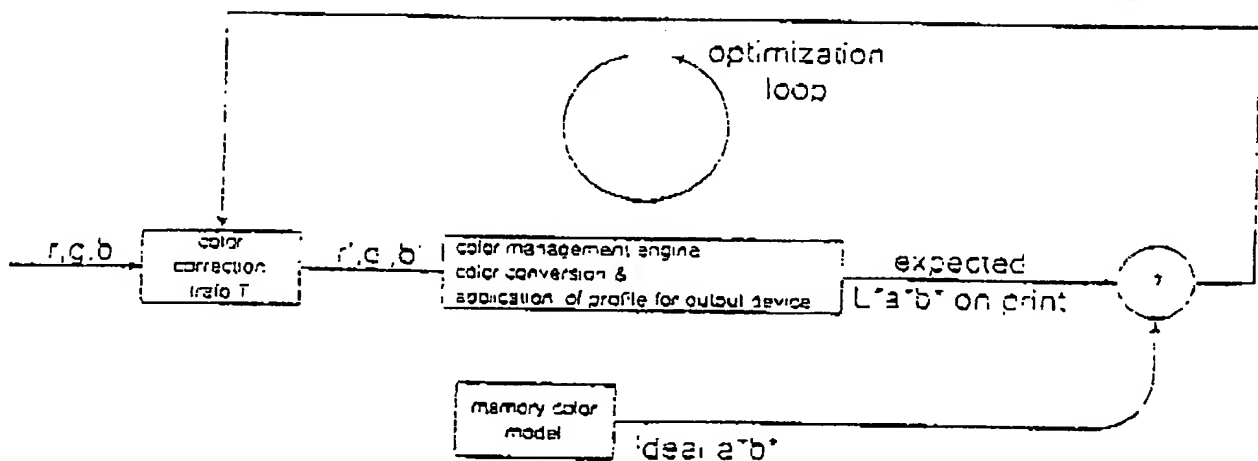 optimization
loop
r,g,b
color
correction
trafo T
r',g',b'
color management engine
color conversion &
application of profile for output device
expected
L*a*b* on print
?
memory color
model
ideal a*b*